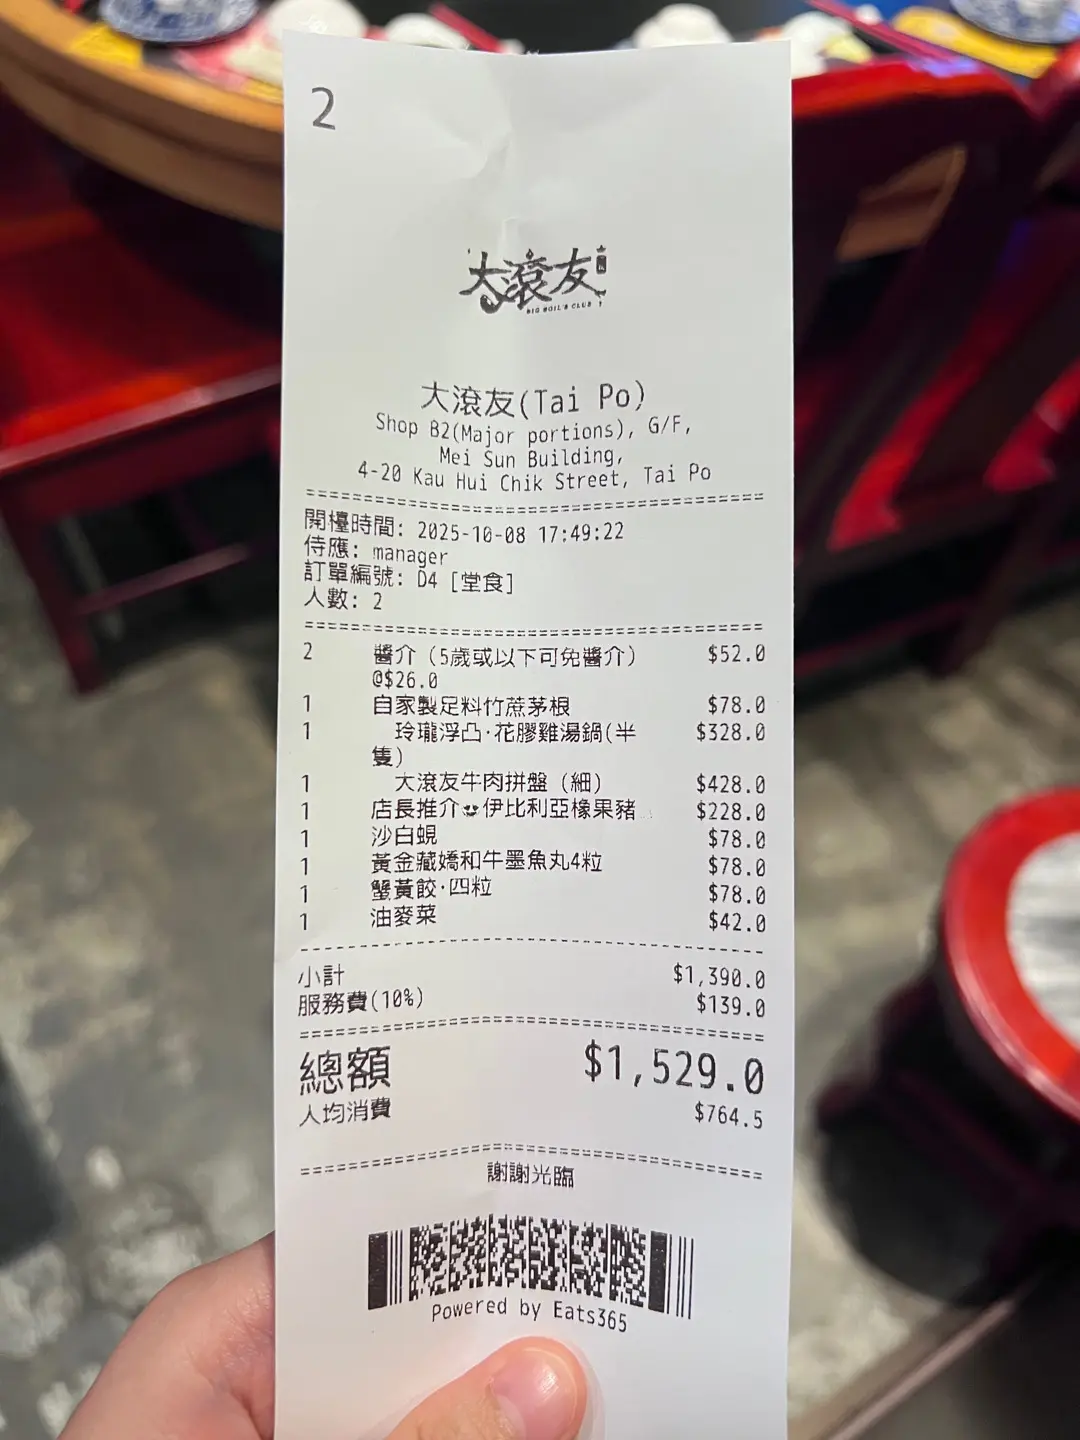 2
大滾友
BIG BOIL'S CLUB
大滾友(Tai Po)
Shop B2(Major portions), G/F,
Mei Sun Building,
4-20 Kau Hui Chik Street, Tai Po
開檯時間: 2025-10-08 17:49:22
侍應: manager
訂單編號: D4 [堂食]
人數: 2
2 醬介（5歲或以下可免醬介） $52.0
@$26.0
1 自家製足料竹蔗茅根 $78.0
1 玲瓏浮凸·花膠雞湯鍋(半 $328.0
隻)
1 大滾友牛肉拼盤（細） $428.0
1 店長推介 伊比利亞橡果豬 $228.0
1 沙白蜆 $78.0
1 黃金藏嬌和牛墨魚丸4粒 $78.0
1 蟹黃餃·四粒 $78.0
1 油麥菜 $42.0
小計 $1,390.0
服務費(10%) $139.0
總額 $1,529.0
人均消費 $764.5
謝謝光臨
Powered by Eats365